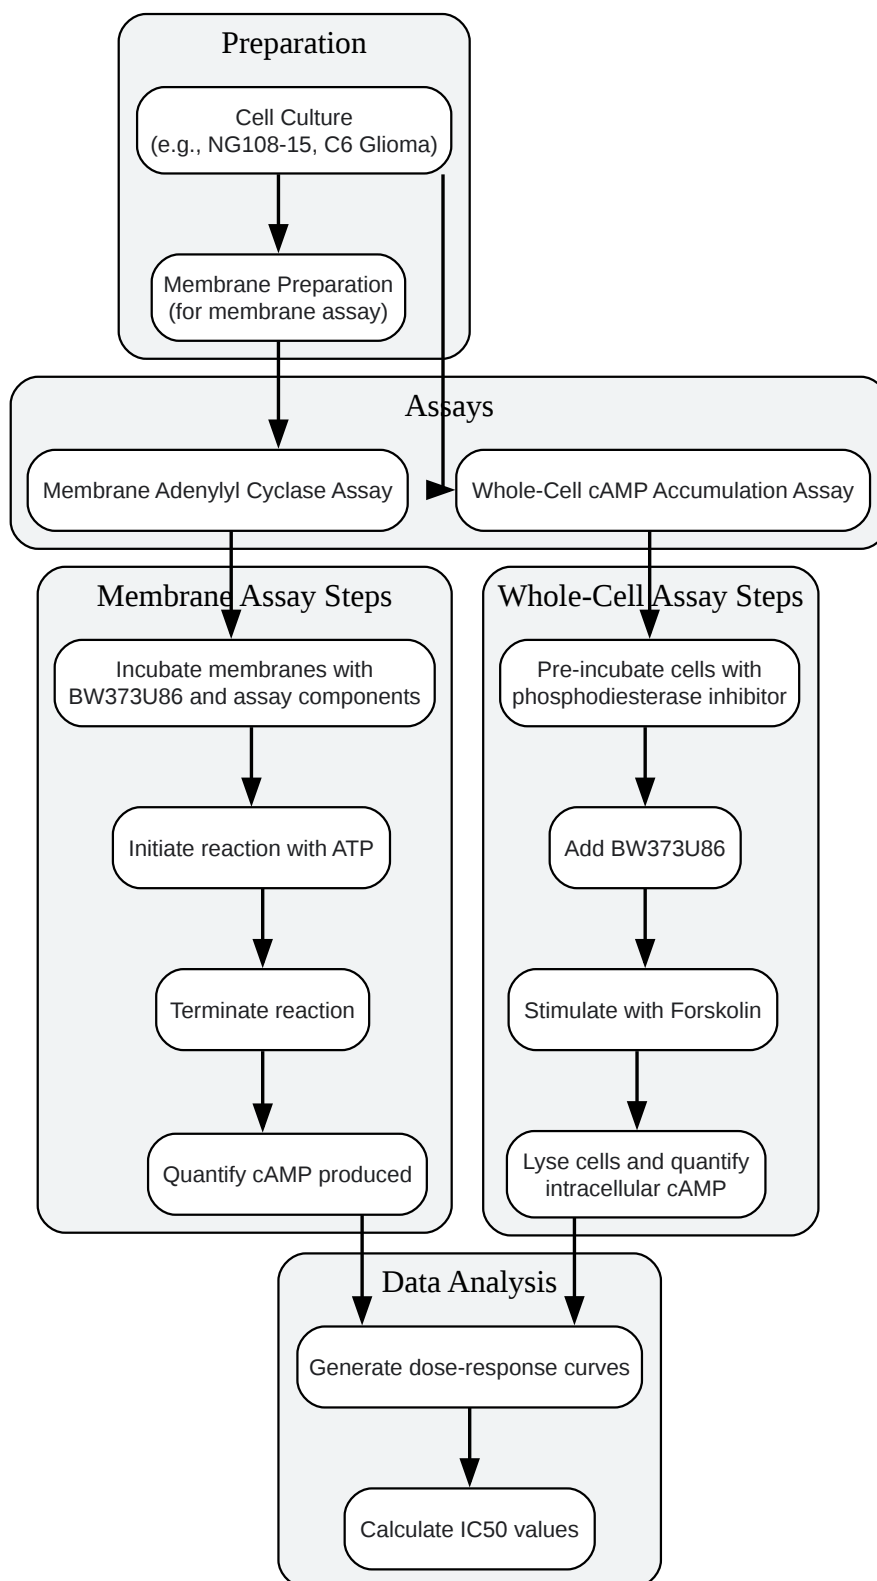 Preparation
Cell Culture
(e.g., NG108-15, C6 Glioma)
Membrane Preparation
(for membrane assay)
Assays
Membrane Adenylyl Cyclase Assay
Whole-Cell cAMP Accumulation Assay
Membrane Assay Steps
Incubate membranes with
BW373U86 and assay components
Initiate reaction with ATP
Terminate reaction
Quantify cAMP produced
Whole-Cell Assay Steps
Pre-incubate cells with
phosphodiesterase inhibitor
Add BW373U86
Stimulate with Forskolin
Lyse cells and quantify
intracellular cAMP
Data Analysis
Generate dose-response curves
Calculate IC50 values